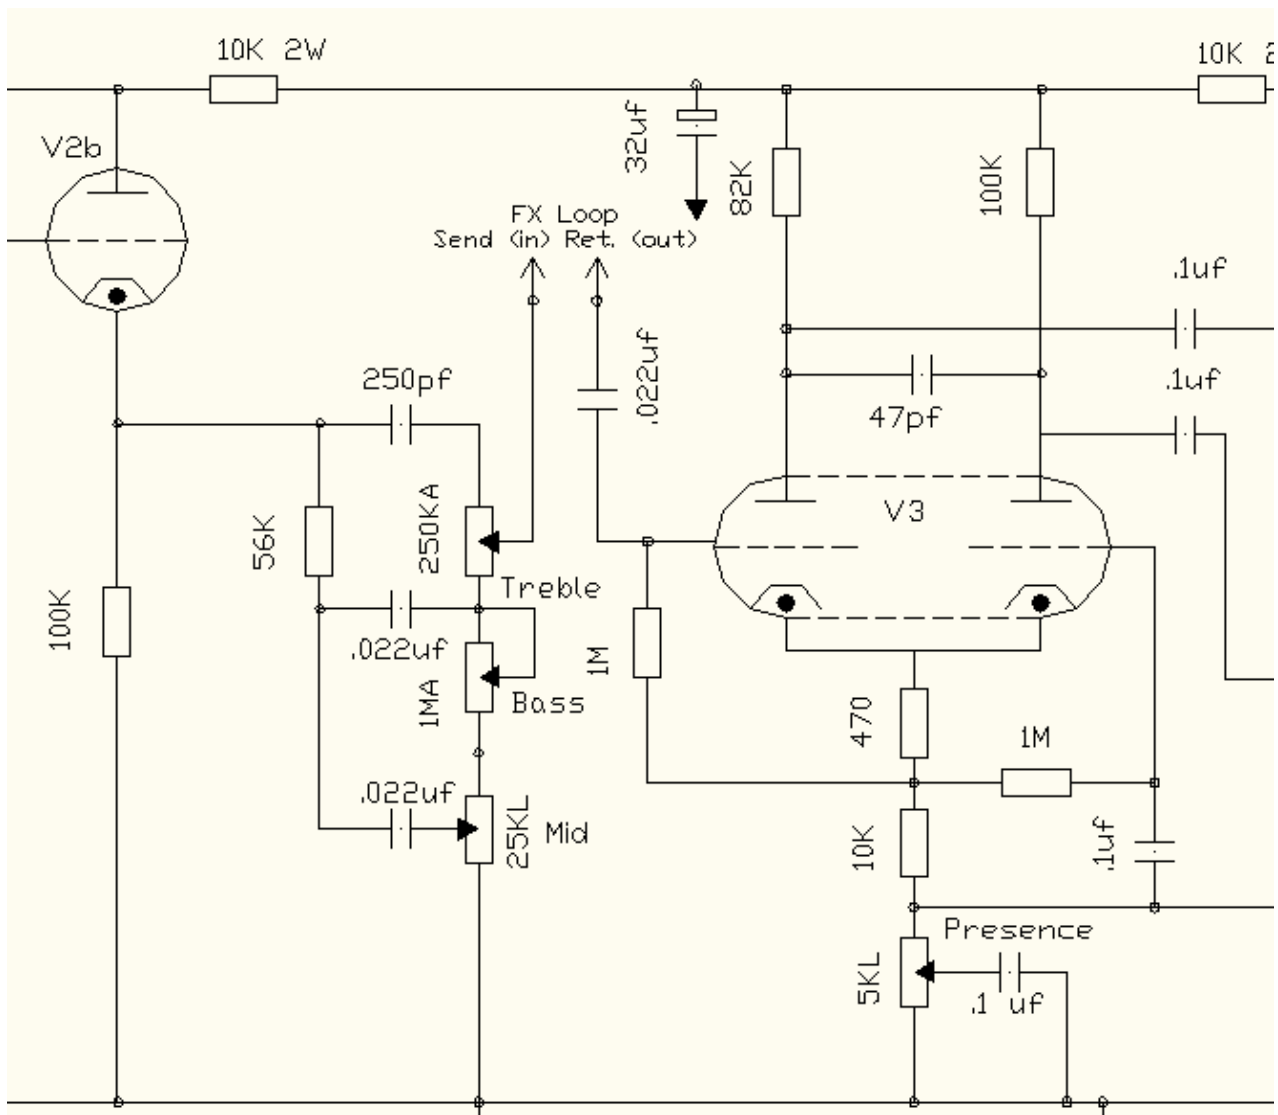 10K 2W
10K 2
V2b
32uf
82K
100K
FX Loop
Send (in) Ret. (out)
.1uf
.022uf
250pf
.1uf
47pf
56K
250KA
V3
Treble
100K
.022uf
1M
1MA
Bass
470
1M
.022uf
25KL
Mid
10K
.1uf
Presence
5KL
.1 uf